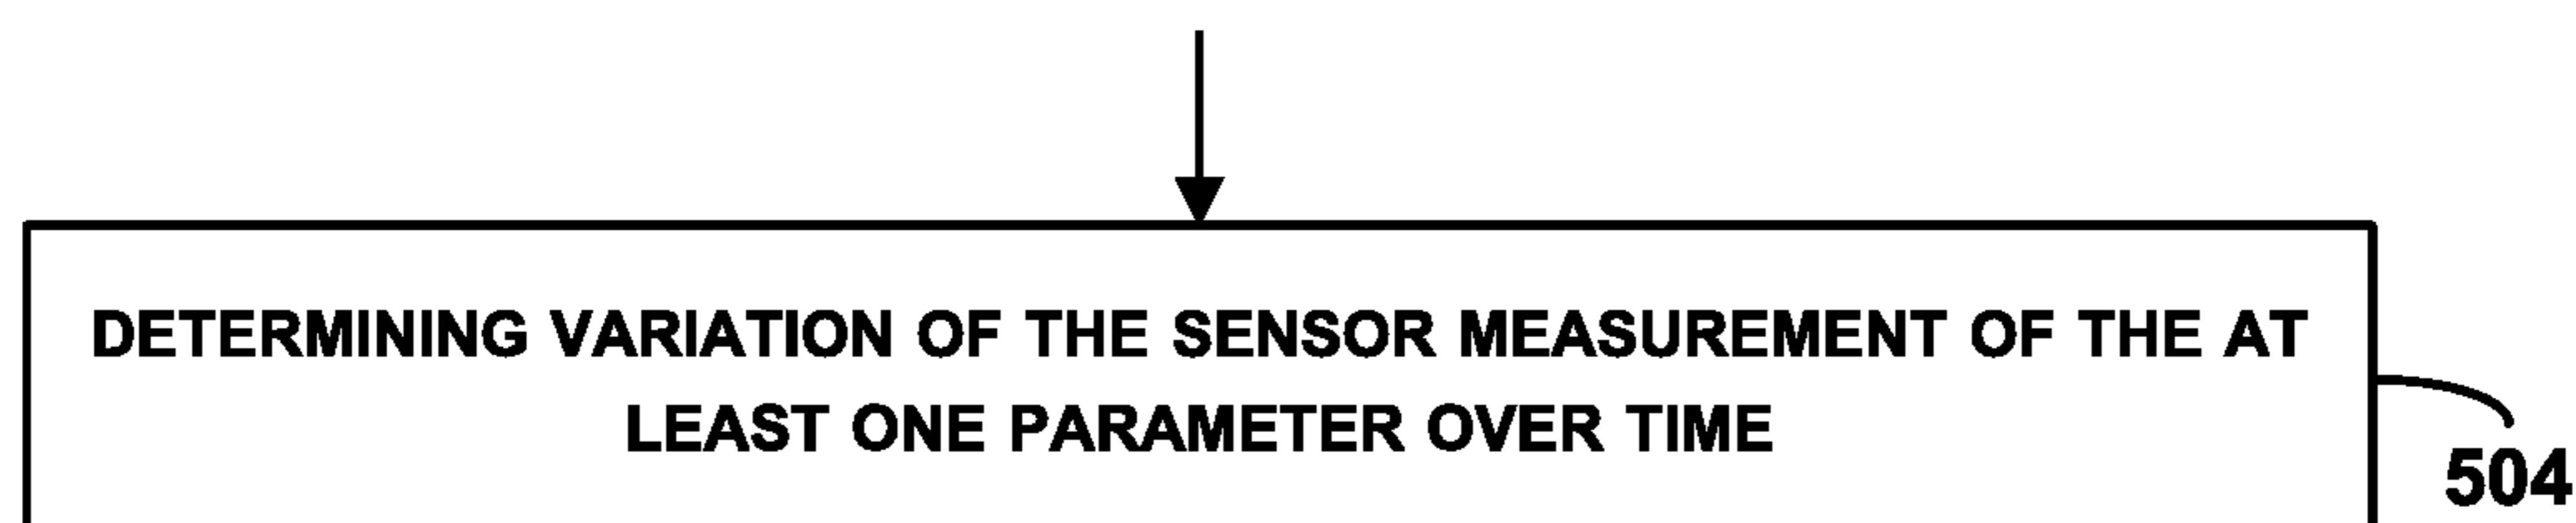 DETERMINING VARIATION OF THE SENSOR MEASUREMENT OF THE AT
LEAST ONE PARAMETER OVER TIME
504